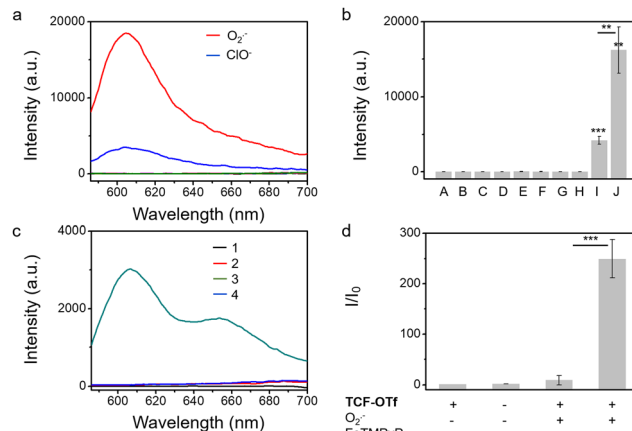 a
20000
10000
0
Intensity (a.u.)
O₂·⁻
ClO⁻
600 620 640 660 680 700
Wavelength (nm)
b
20000
10000
0
Intensity (a.u.)
**
**
***
A B C D E F G H I J
c
4000
2000
0
Intensity (a.u.)
1
2
3
4
600 620 640 660 680 700
Wavelength (nm)
d
300
150
0
I/I₀
***
TCF-OTf + - + +
O₂·⁻ - - + +